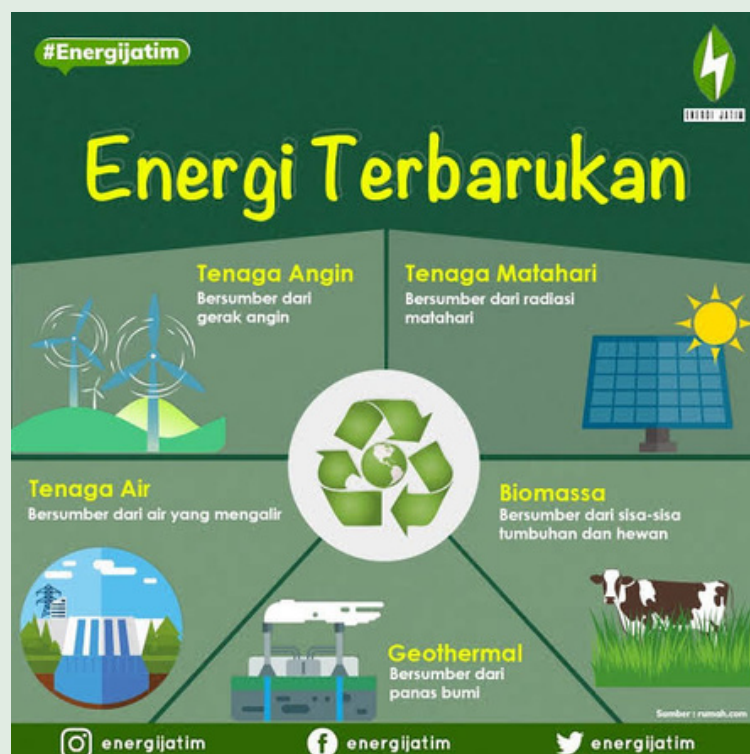 #Energijatim
ENERGI JATIM
Energi Terbarukan
Tenaga Angin
Bersumber dari
gerak angin
Tenaga Matahari
Bersumber dari radiasi
matahari
Tenaga Air
Bersumber dari air yang mengalir
Biomassa
Bersumber dari sisa-sisa
tumbuhan dan hewan
Geothermal
Bersumber dari
panas bumi
Sumber : rumah.com
energijatim
energijatim
energijatim